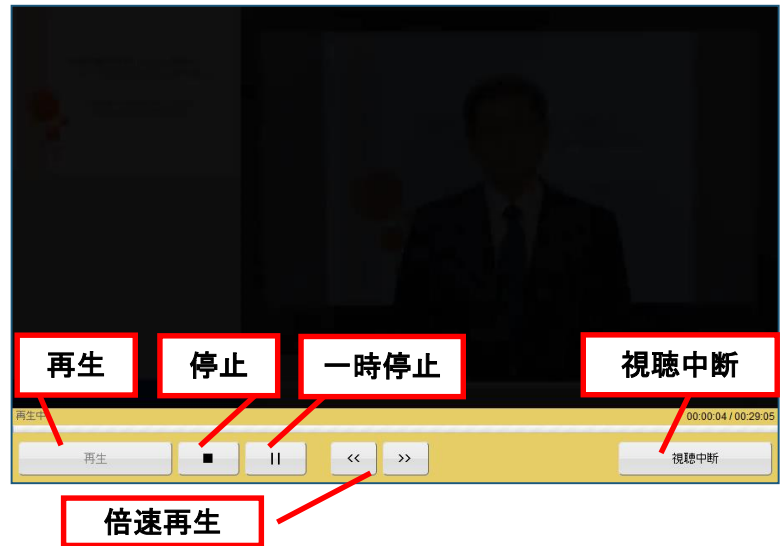 再生
停止
一時停止
視聴中断
再生中
00:00:04 / 00:29:05
再生
■
||
<<
>>
視聴中断
倍速再生